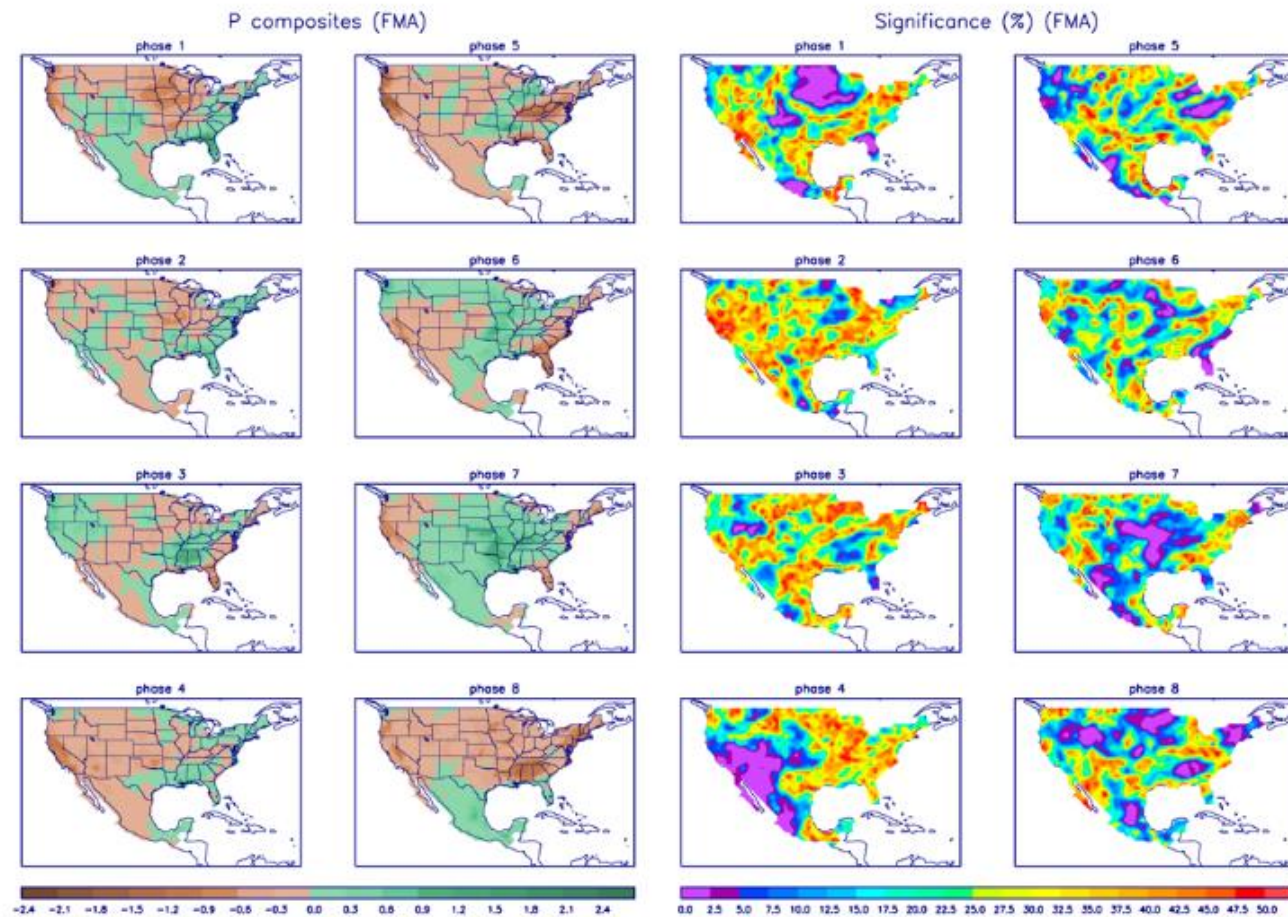 P composites (FMA) Significance (%) (FMA)
phase 1 phase 5 phase 1 phase 5
phase 2 phase 6 phase 2 phase 6
phase 3 phase 7 phase 3 phase 7
phase 4 phase 8 phase 4 phase 8
-2.4 -2.1 -1.8 -1.5 -1.2 -0.9 -0.6 -0.5 -0.3 0.0 0.3 0.6 0.9 1.2 1.5 1.8 2.1 2.4 0.0 2.5 5.0 7.5 10.0 12.5 15.0 17.5 20.0 22.5 25.0 27.5 30.0 32.5 35.0 37.5 40.0 42.5 45.0 47.5 50.0